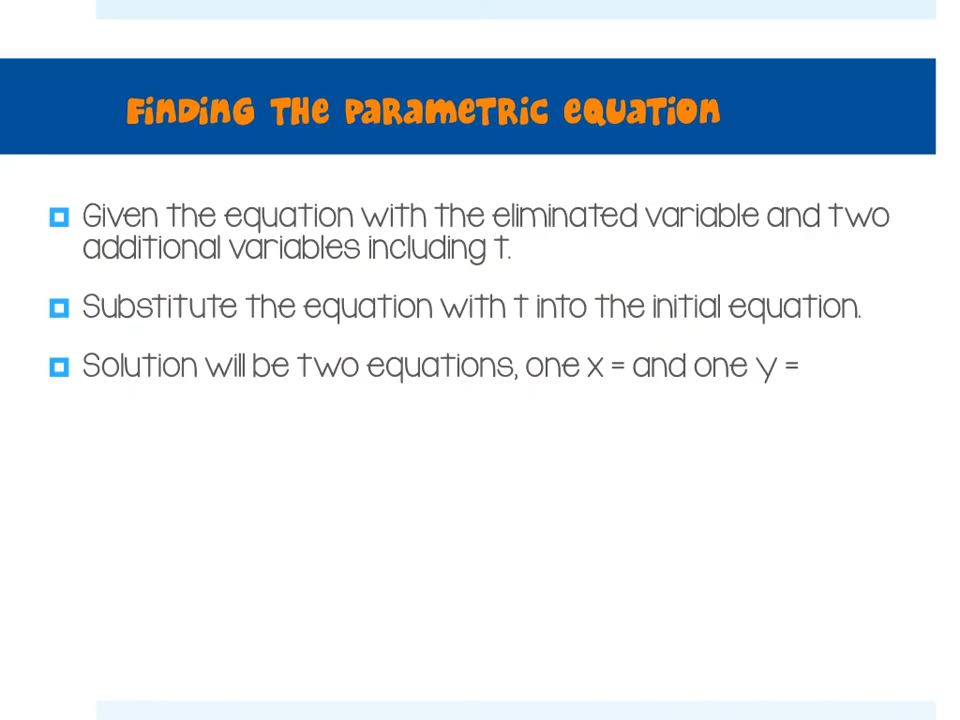 Finding the parametric equation
Given the equation with the eliminated variable and two
additional variables including t.
Substitute the equation with t into the initial equation.
Solution will be two equations, one x = and one y =